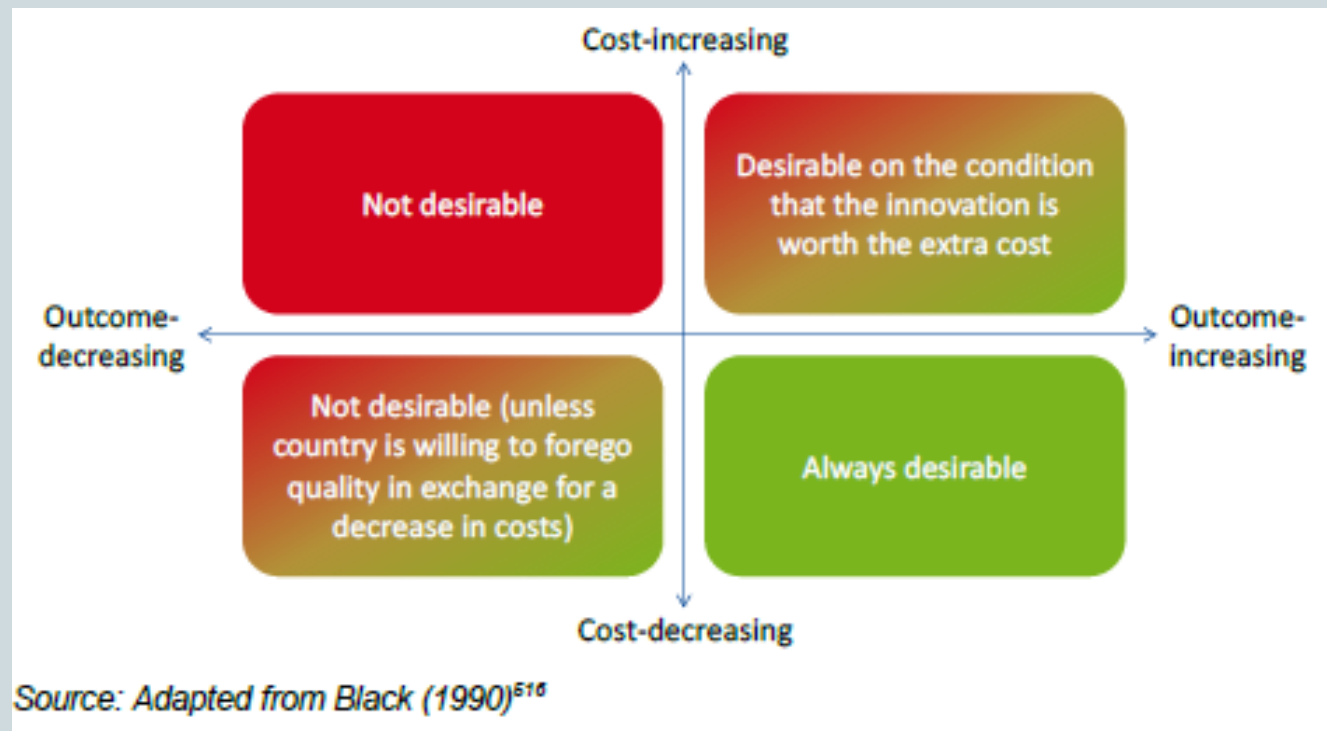 Cost-increasing
Not desirable
Desirable on the condition
that the innovation is
worth the extra cost
Outcome-
decreasing
Outcome-
increasing
Not desirable (unless
country is willing to forego
quality in exchange for a
decrease in costs)
Always desirable
Cost-decreasing
Source: Adapted from Black (1990)⁵¹⁶